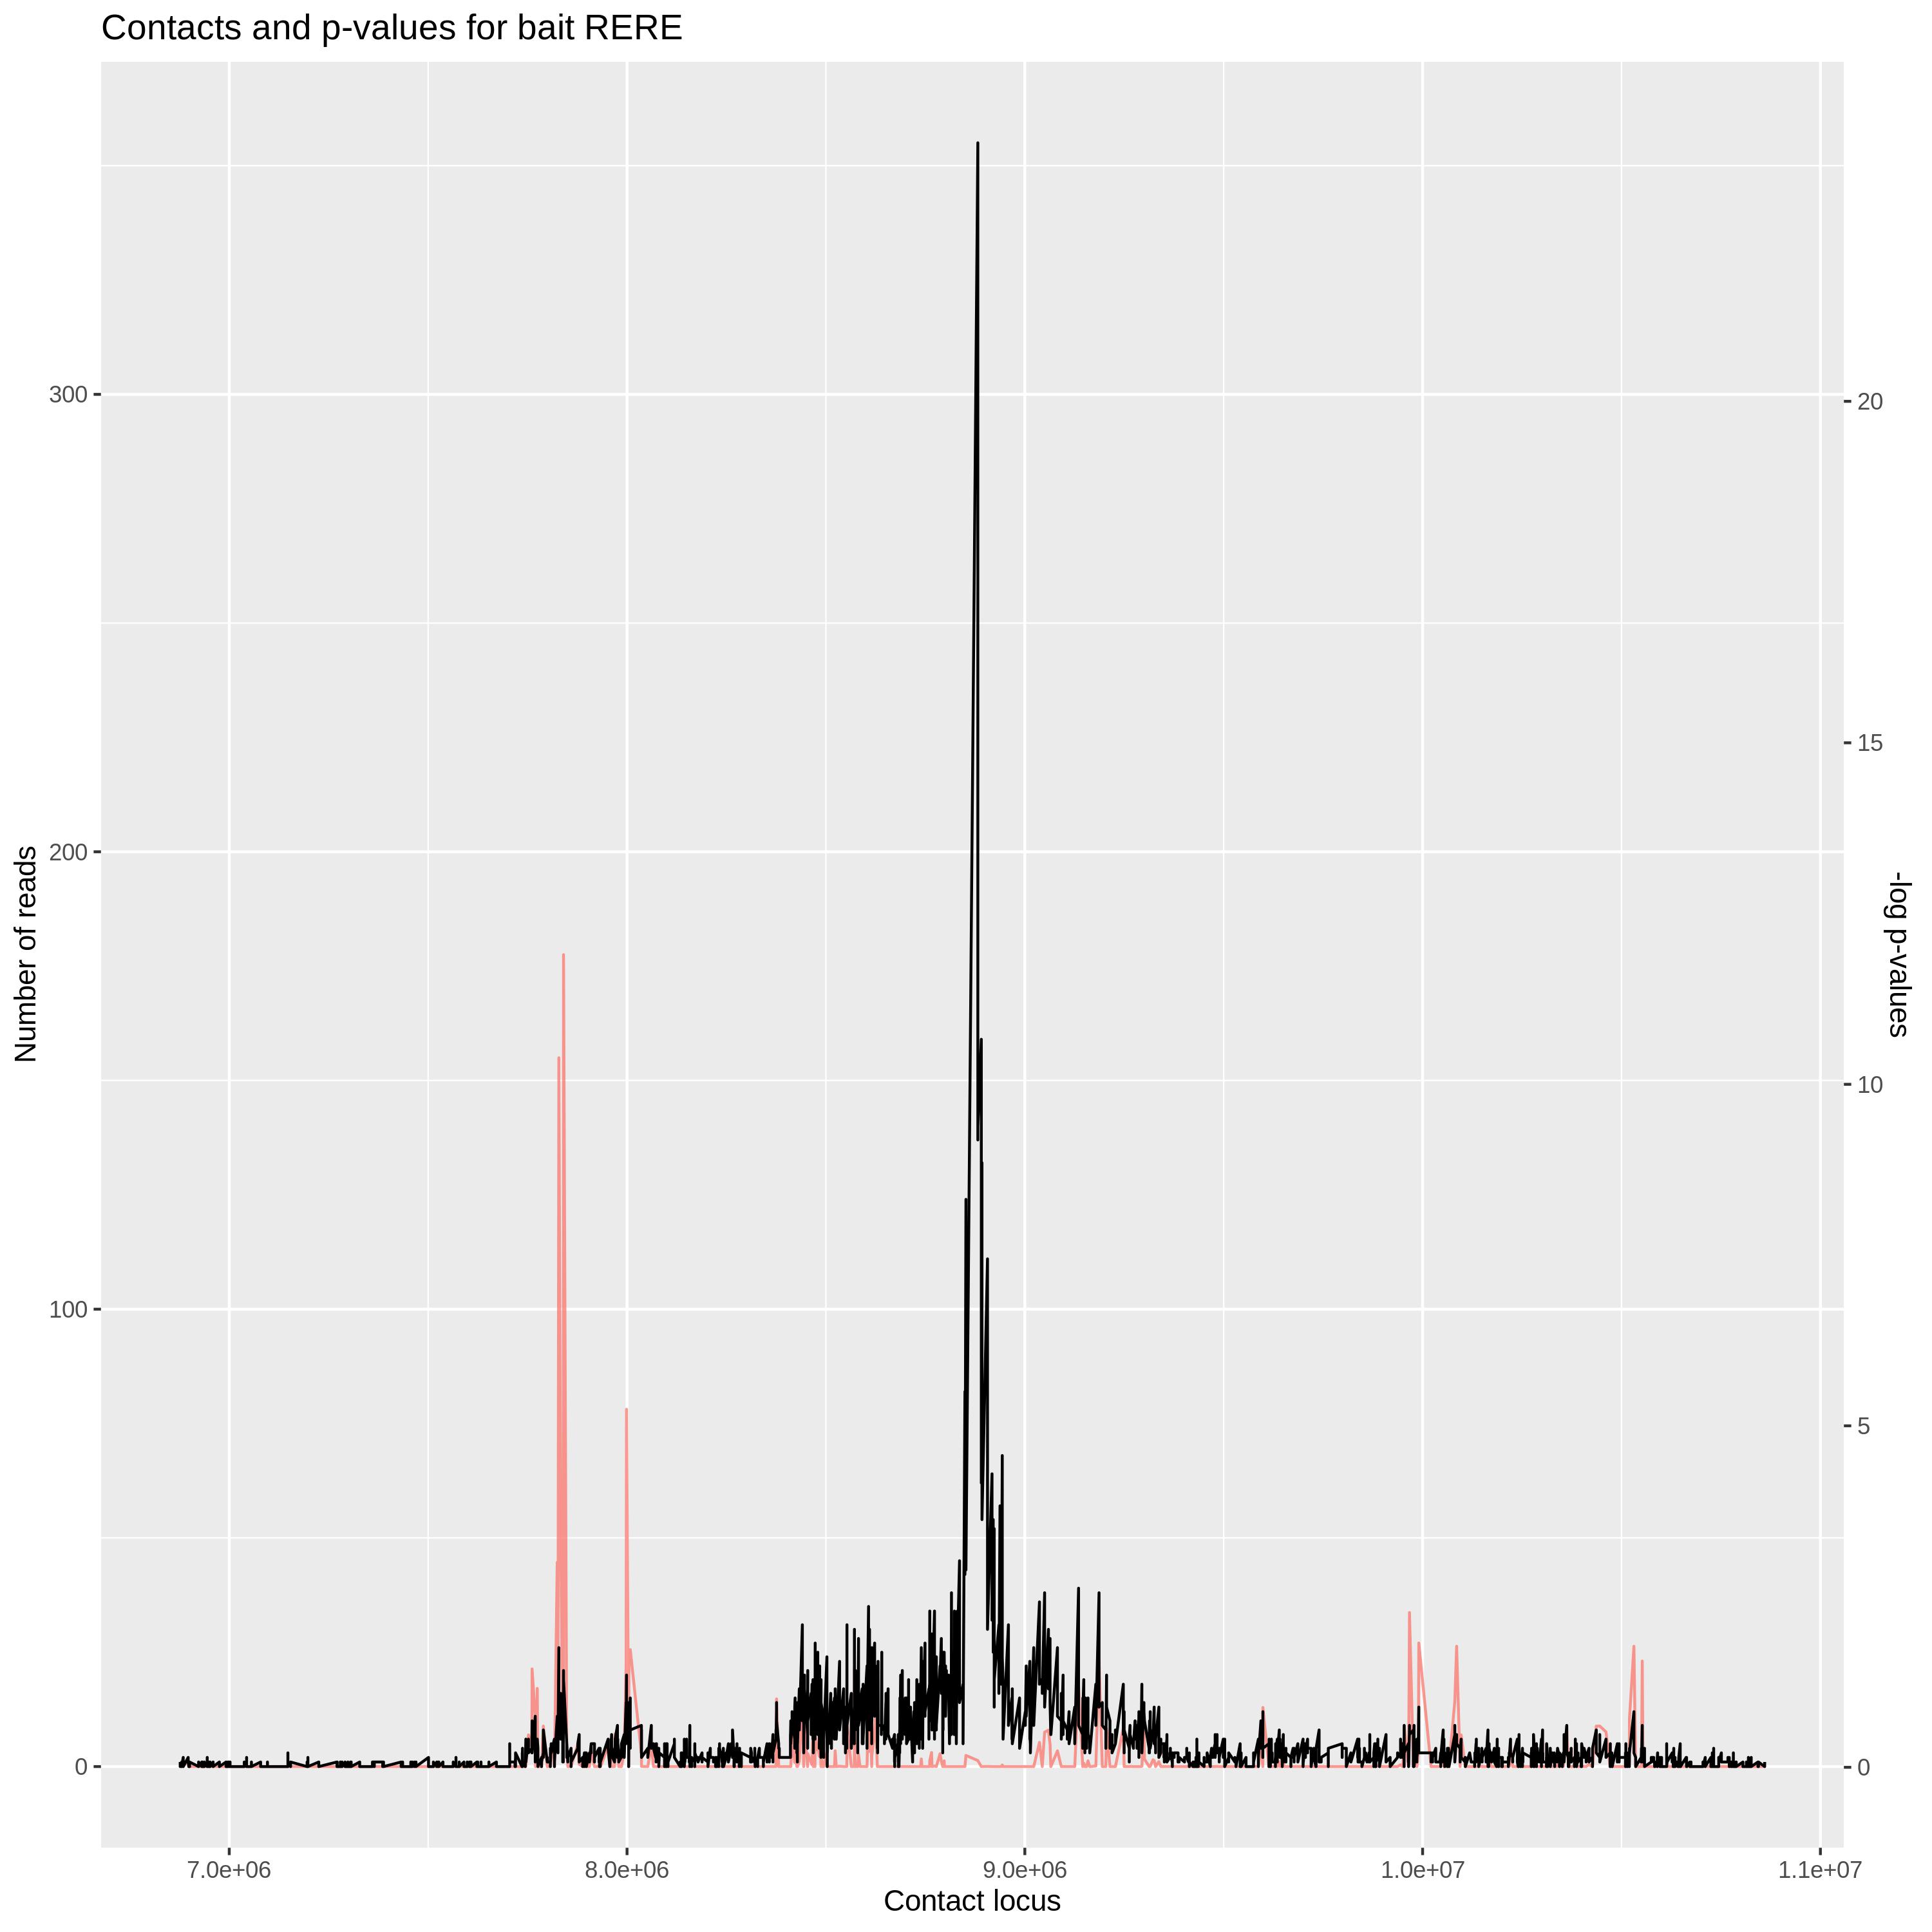 Contacts and p-values for bait RERE
300
200
100
0
Number of reads
20
15
10
5
0
-log p-values
7.0e+06 8.0e+06 9.0e+06 1.0e+07 1.1e+07
Contact locus